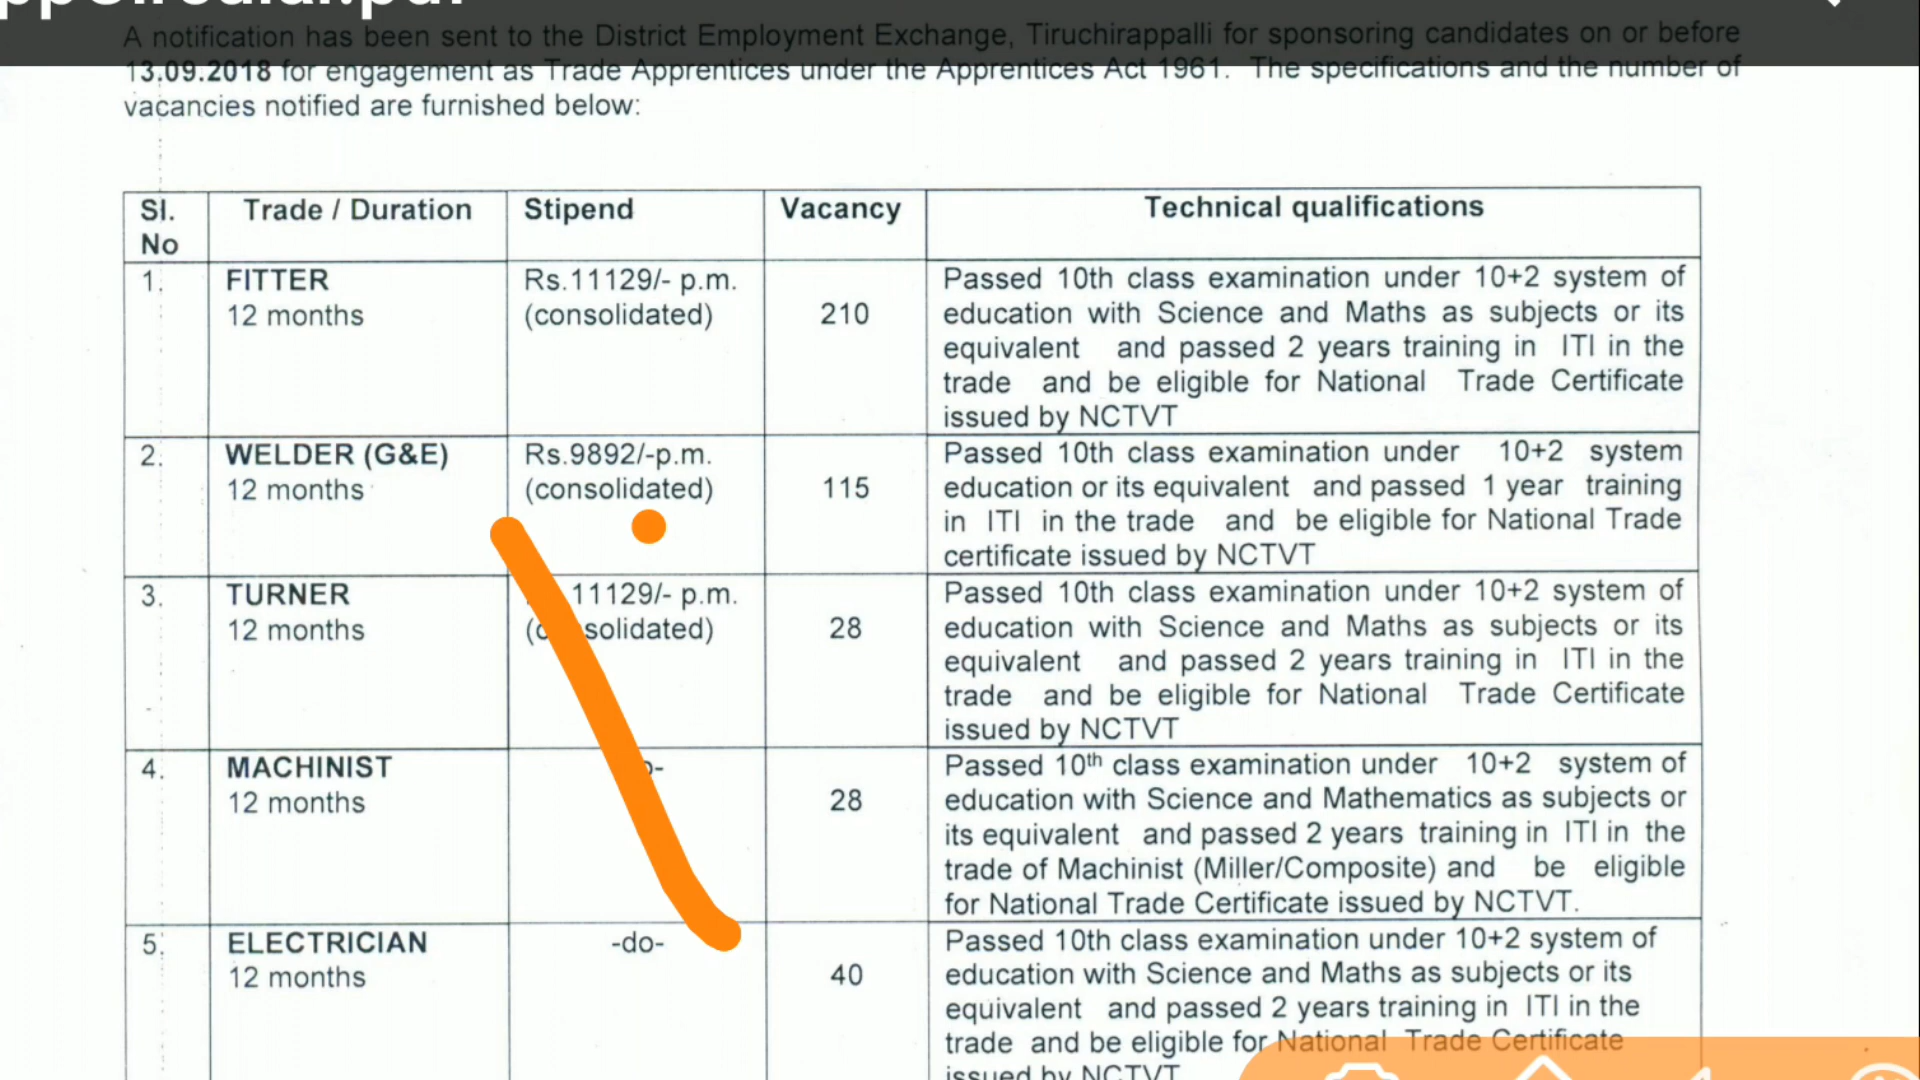 A notification has been sent to the District Employment Exchange, Tiruchirappalli for sponsoring candidates on or before
13.09.2018 for engagement as Trade Apprentices under the Apprentices Act 1961. The specifications and the number of
vacancies notified are furnished below:
Sl. No Trade / Duration Stipend Vacancy Technical qualifications
1. FITTER Rs.11129/- p.m. Passed 10th class examination under 10+2 system of
12 months (consolidated) 210 education with Science and Maths as subjects or its
equivalent and passed 2 years training in ITI in the
trade and be eligible for National Trade Certificate
issued by NCTVT
2. WELDER (G&E) Rs.9892/-p.m. Passed 10th class examination under 10+2 system
12 months (consolidated) 115 education or its equivalent and passed 1 year training
in ITI in the trade and be eligible for National Trade
certificate issued by NCTVT
3. TURNER 11129/- p.m. Passed 10th class examination under 10+2 system of
12 months 28 education with Science and Maths as subjects or its
equivalent and passed 2 years training in ITI in the
trade and be eligible for National Trade Certificate
issued by NCTVT
4. MACHINIST Passed 10th class examination under 10+2 system of
12 months 28 education with Science and Mathematics as subjects or
its equivalent and passed 2 years training in ITI in the
trade of Machinist (Miller/Composite) and be eligible
for National Trade Certificate issued by NCTVT.
5. ELECTRICIAN -do- Passed 10th class examination under 10+2 system of
12 months 40 education with Science and Maths as subjects or its
equivalent and passed 2 years training in ITI in the
trade and be eligible for National Trade Certificate
issued by NCTVT